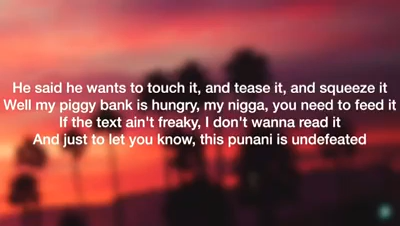 He said he wants to touch it, and tease it, and squeeze it
Well my piggy bank is hungry, my nigga, you need to feed it
If the text ain't freaky, I don't wanna read it
And just to let you know, this punani is undefeated